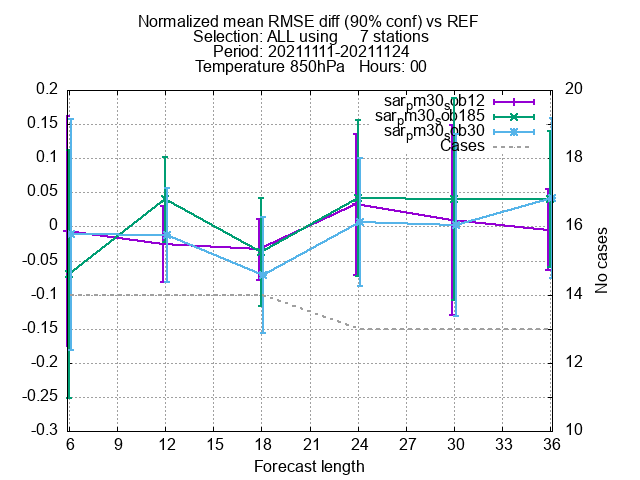 Normalized mean RMSE diff (90% conf) vs REF
Selection: ALL using 7 stations
Period: 20211111-20211124
Temperature 850hPa Hours: 00
0.2 20
sar_pm30_sob12
sar_pm30_sob185
0.15
sar_pm30_sob30
Cases
0.1 18
0.05
0 16
-0.05
No cases
-0.1 14
-0.15
-0.2 12
-0.25
-0.3 10
6 9 12 15 18 21 24 27 30 33 36
Forecast length